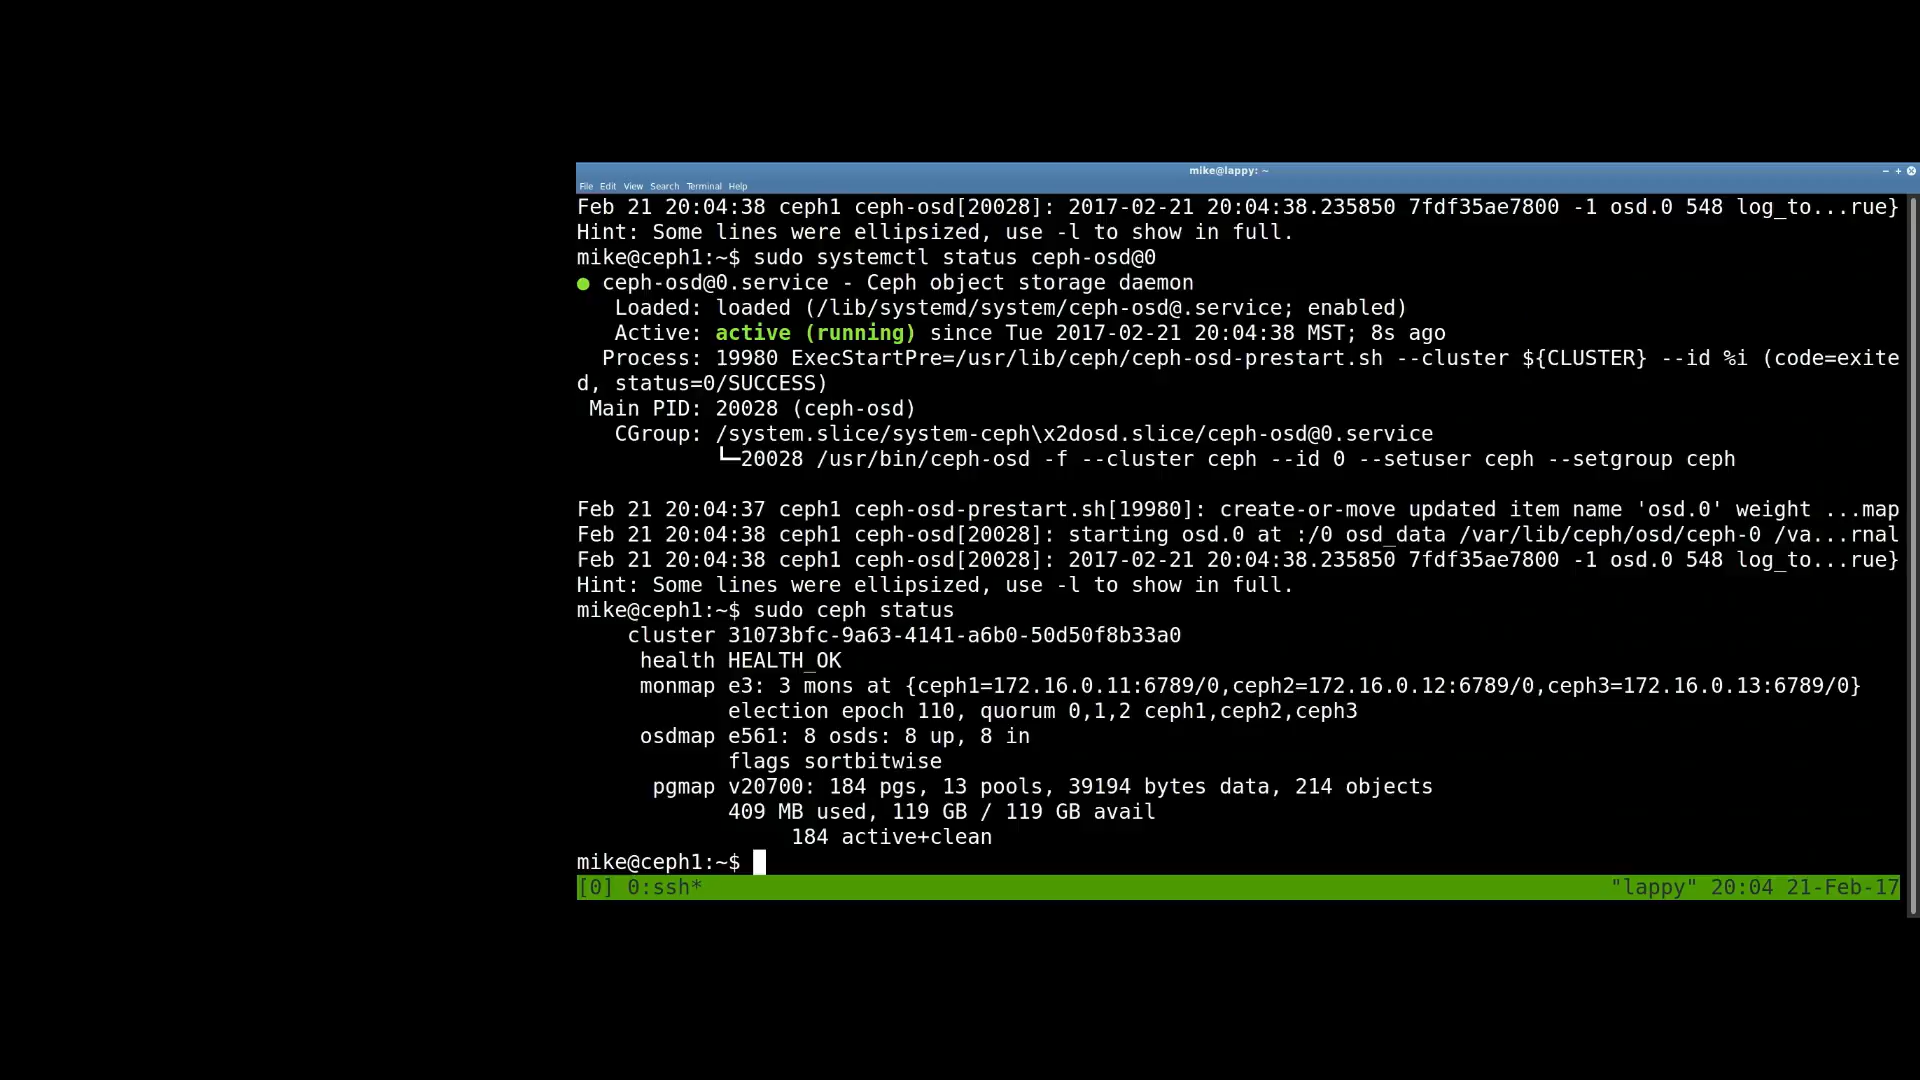 mike@lappy: ~
File Edit View Search Terminal Help
Feb 21 20:04:38 ceph1 ceph-osd[20028]: 2017-02-21 20:04:38.235850 7fdf35ae7800 -1 osd.0 548 log_to...rue}
Hint: Some lines were ellipsized, use -l to show in full.
mike@ceph1:~$ sudo systemctl status ceph-osd@0
● ceph-osd@0.service - Ceph object storage daemon
   Loaded: loaded (/lib/systemd/system/ceph-osd@.service; enabled)
   Active: active (running) since Tue 2017-02-21 20:04:38 MST; 8s ago
  Process: 19980 ExecStartPre=/usr/lib/ceph/ceph-osd-prestart.sh --cluster ${CLUSTER} --id %i (code=exite
d, status=0/SUCCESS)
 Main PID: 20028 (ceph-osd)
   CGroup: /system.slice/system-ceph\x2dosd.slice/ceph-osd@0.service
           └─20028 /usr/bin/ceph-osd -f --cluster ceph --id 0 --setuser ceph --setgroup ceph
Feb 21 20:04:37 ceph1 ceph-osd-prestart.sh[19980]: create-or-move updated item name 'osd.0' weight ...map
Feb 21 20:04:38 ceph1 ceph-osd[20028]: starting osd.0 at :/0 osd_data /var/lib/ceph/osd/ceph-0 /va...rnal
Feb 21 20:04:38 ceph1 ceph-osd[20028]: 2017-02-21 20:04:38.235850 7fdf35ae7800 -1 osd.0 548 log_to...rue}
Hint: Some lines were ellipsized, use -l to show in full.
mike@ceph1:~$ sudo ceph status
    cluster 31073bfc-9a63-4141-a6b0-50d50f8b33a0
     health HEALTH_OK
     monmap e3: 3 mons at {ceph1=172.16.0.11:6789/0,ceph2=172.16.0.12:6789/0,ceph3=172.16.0.13:6789/0}
            election epoch 110, quorum 0,1,2 ceph1,ceph2,ceph3
     osdmap e561: 8 osds: 8 up, 8 in
            flags sortbitwise
      pgmap v20700: 184 pgs, 13 pools, 39194 bytes data, 214 objects
            409 MB used, 119 GB / 119 GB avail
                 184 active+clean
mike@ceph1:~$
[0] 0:ssh* "lappy" 20:04 21-Feb-17